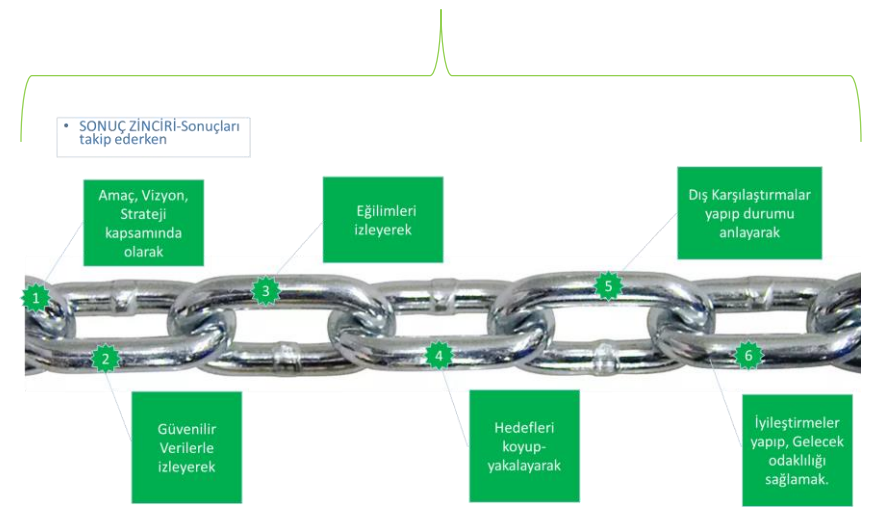 • SONUÇ ZİNCİRİ-Sonuçları
takip ederken
Amaç, Vizyon,
Strateji
kapsamında
olarak
1
Güvenilir
Verilerle
izleyerek
2
Eğilimleri
izleyerek
3
Hedefleri
koyup-
yakalayarak
4
Dış Karşılaştırmalar
yapıp durumu
anlayarak
5
İyileştirmeler
yapıp, Gelecek
odaklılığı
sağlamak.
6